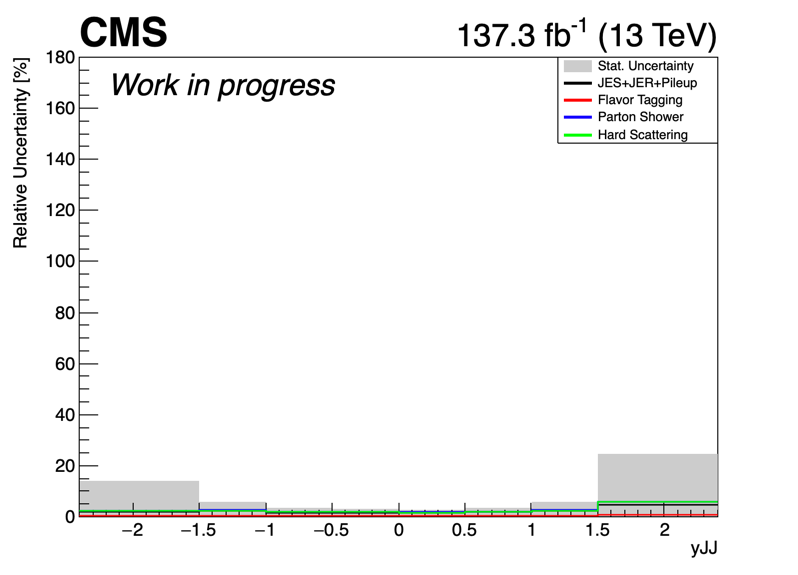 CMS
137.3 fb-1 (13 TeV)
Relative Uncertainty [%]
Work in progress
Stat. Uncertainty
JES+JER+Pileup
Flavor Tagging
Parton Shower
Hard Scattering
180
160
140
120
100
80
60
40
20
0
−2 −1.5 −1 −0.5 0 0.5 1 1.5 2
yJJ